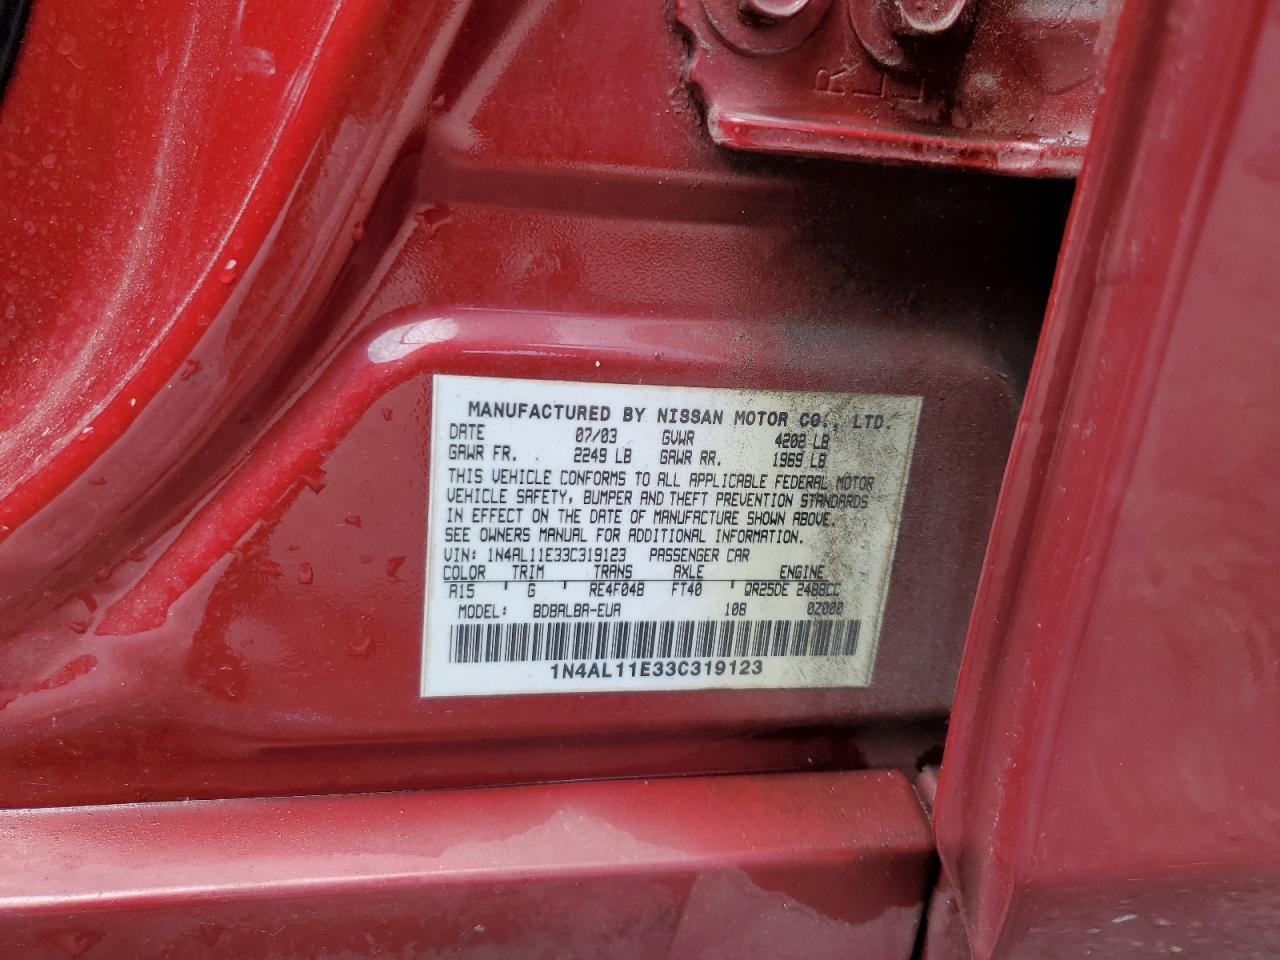 MANUFACTURED BY NISSAN MOTOR CO., LTD.
DATE 07/03 GVWR 4202 LB
GAWR FR. 2249 LB GAWR RR. 1969 LB
THIS VEHICLE CONFORMS TO ALL APPLICABLE FEDERAL MOTOR
VEHICLE SAFETY, BUMPER AND THEFT PREVENTION STANDARDS
IN EFFECT ON THE DATE OF MANUFACTURE SHOWN ABOVE.
SEE OWNERS MANUAL FOR ADDITIONAL INFORMATION.
VIN: 1N4AL11E33C319123 PASSENGER CAR
COLOR TRIM TRANS AXLE ENGINE
A15 G RE4F04B FT40 QR25DE 2488CC
MODEL: BDBALBA-EUA 108 0Z000
1N4AL11E33C319123